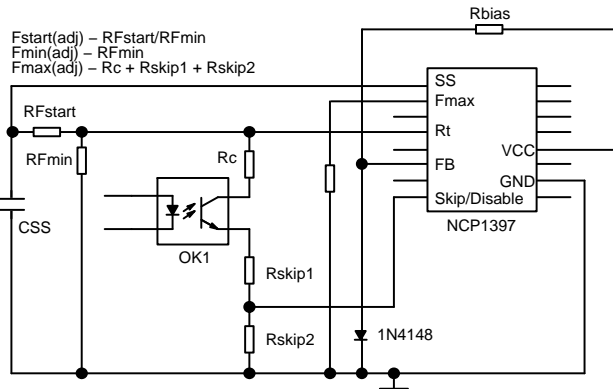 Rbias
Fstart(adj) – RFstart/RFmin
Fmin(adj) – RFmin
Fmax(adj) – Rc + Rskip1 + Rskip2
SS
Fmax
RFstart
Rt
RFmin
Rc
VCC
FB
GND
Skip/Disable
CSS
NCP1397
OK1
Rskip1
Rskip2
1N4148